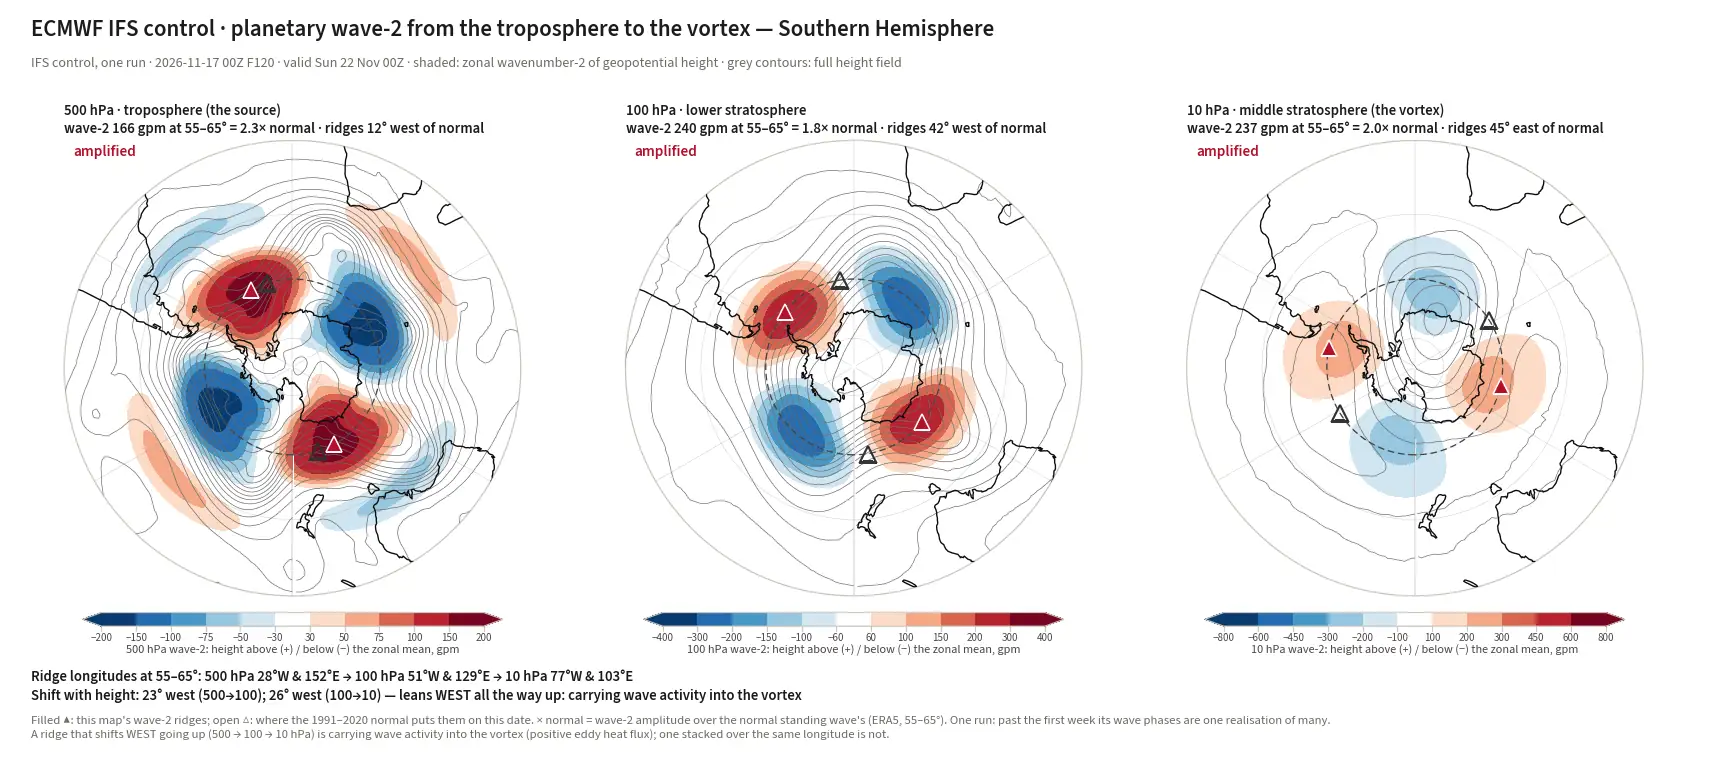 ECMWF IFS control · planetary wave-2 from the troposphere to the vortex — Southern Hemisphere
IFS control, one run · 2026-11-17 00Z F120 · valid Sun 22 Nov 00Z · shaded: zonal wavenumber-2 of geopotential height · grey contours: full height field
500 hPa · troposphere (the source)
wave-2 166 gpm at 55–65° = 2.3× normal · ridges 12° west of normal
amplified
100 hPa · lower stratosphere
wave-2 240 gpm at 55–65° = 1.8× normal · ridges 42° west of normal
amplified
10 hPa · middle stratosphere (the vortex)
wave-2 237 gpm at 55–65° = 2.0× normal · ridges 45° east of normal
amplified
−200 −150 −100 −75 −50 −30 30 50 75 100 150 200
500 hPa wave-2: height above (+) / below (−) the zonal mean, gpm
−400 −300 −200 −150 −100 −60 60 100 150 200 300 400
100 hPa wave-2: height above (+) / below (−) the zonal mean, gpm
−800 −600 −450 −300 −200 −100 100 200 300 450 600 800
10 hPa wave-2: height above (+) / below (−) the zonal mean, gpm
Ridge longitudes at 55–65°: 500 hPa 28°W & 152°E → 100 hPa 51°W & 129°E → 10 hPa 77°W & 103°E
Shift with height: 23° west (500→100); 26° west (100→10) — leans WEST all the way up: carrying wave activity into the vortex
Filled ▲: this map's wave-2 ridges; open △: where the 1991–2020 normal puts them on this date. × normal = wave-2 amplitude over the normal standing wave's (ERA5, 55–65°). One run: past the first week its wave phases are one realisation of many.
A ridge that shifts WEST going up (500 → 100 → 10 hPa) is carrying wave activity into the vortex (positive eddy heat flux); one stacked over the same longitude is not.